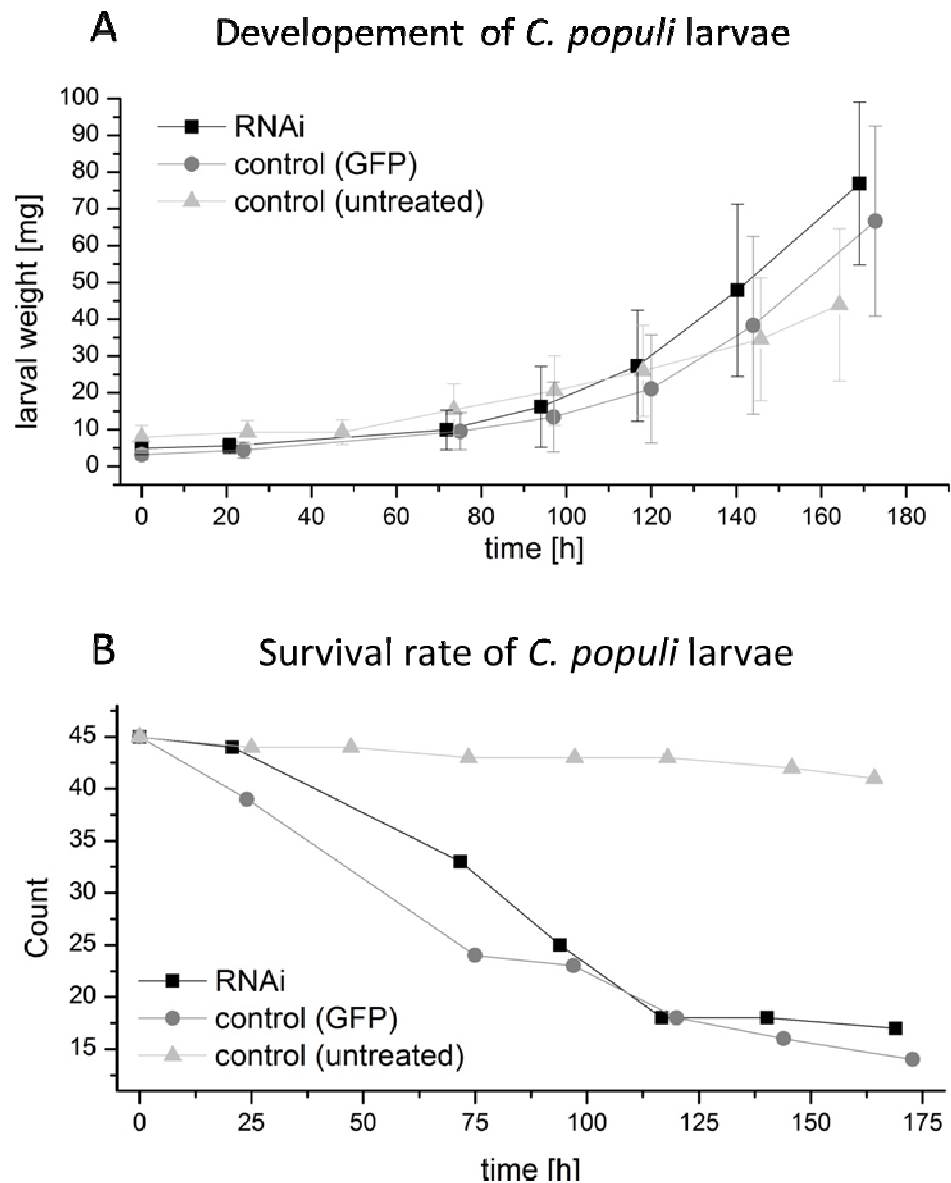 A
Developement of C. populi larvae
100
90
80
70
60
50
40
30
20
10
0
larval weight [mg]
RNAi
control (GFP)
control (untreated)
0 20 40 60 80 100 120 140 160 180
time [h]
B
Survival rate of C. populi larvae
45
40
35
30
25
20
15
Count
RNAi
control (GFP)
control (untreated)
0 25 50 75 100 125 150 175
time [h]